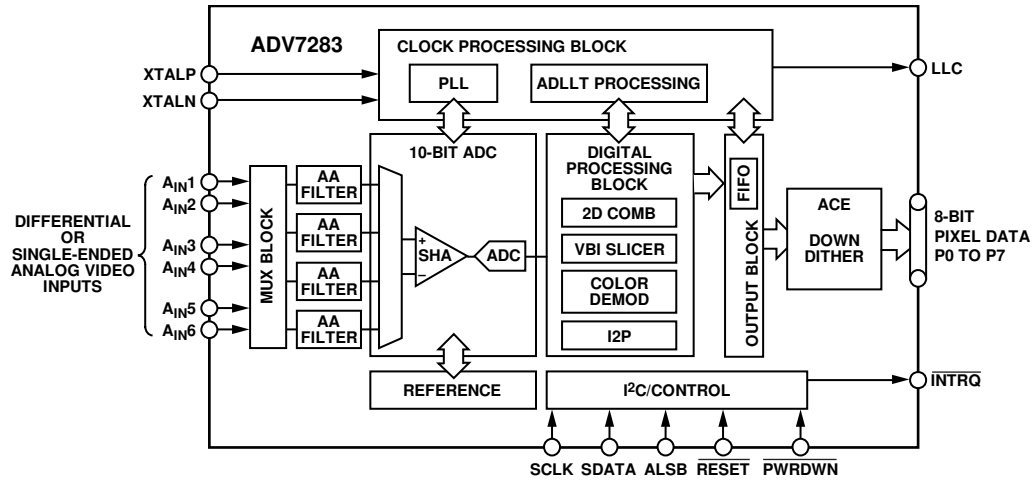 ADV7283
CLOCK PROCESSING BLOCK
PLL
ADLLT PROCESSING
XTALP
XTALN
LLC
10-BIT ADC
DIGITAL
PROCESSING
BLOCK
2D COMB
VBI SLICER
COLOR
DEMOD
I2P
FIFO
OUTPUT BLOCK
ACE
DOWN
DITHER
8-BIT
PIXEL DATA
P0 TO P7
DIFFERENTIAL
OR
SINGLE-ENDED
ANALOG VIDEO
INPUTS
AIN1
AIN2
AIN3
AIN4
AIN5
AIN6
MUX BLOCK
AA
FILTER
AA
FILTER
AA
FILTER
AA
FILTER
+
SHA
–
ADC
REFERENCE
I2C/CONTROL
INTRQ
SCLK
SDATA
ALSB
RESET
PWRDWN